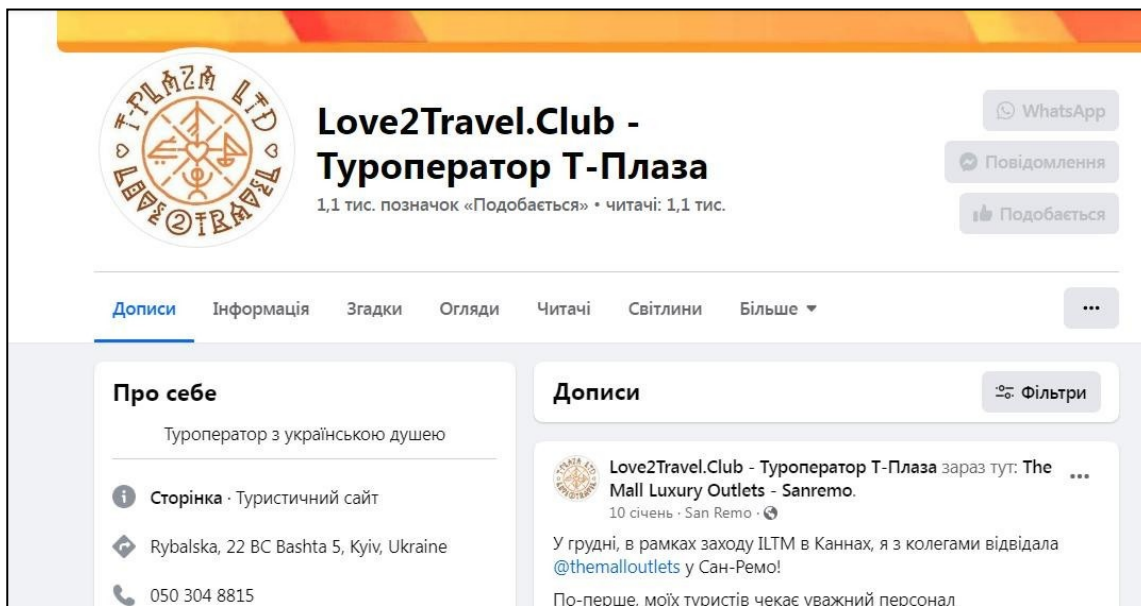 T-PLAZA LTD
LOVE2TRAVEL
Love2Travel.Club -
Туроператор Т-Плаза
1,1 тис. позначок «Подобається» • читачі: 1,1 тис.
WhatsApp
Повідомлення
Подобається
Дописи Інформація Згадки Огляди Читачі Світлини Більше
Про себе
Туроператор з українською душею
Сторінка · Туристичний сайт
Rybalska, 22 BC Bashta 5, Kyiv, Ukraine
050 304 8815
Дописи
Фільтри
Love2Travel.Club - Туроператор Т-Плаза зараз тут: The
Mall Luxury Outlets - Sanremo.
10 січень · San Remo ·
У грудні, в рамках заходу ILTM в Каннах, я з колегами відвідала
@themalloutlets у Сан-Ремо!
По-перше, моїх туристів чекає уважний персонал